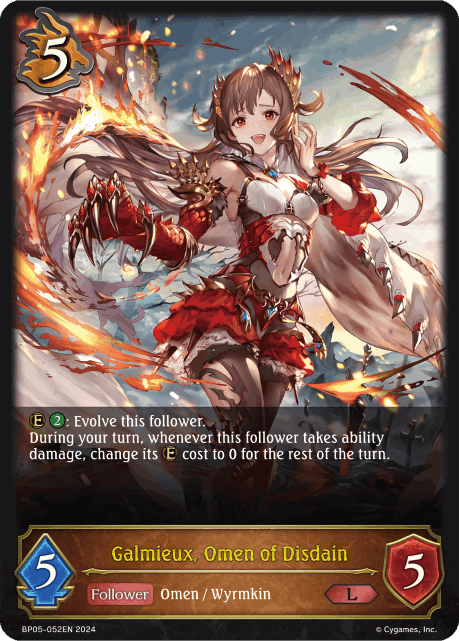 5
E 2: Evolve this follower.
During your turn, whenever this follower takes ability
damage, change its E cost to 0 for the rest of the turn.
Galmieux, Omen of Disdain
5
Follower Omen / Wyrmkin L
5
BP05-052EN 2024 © Cygames, Inc.